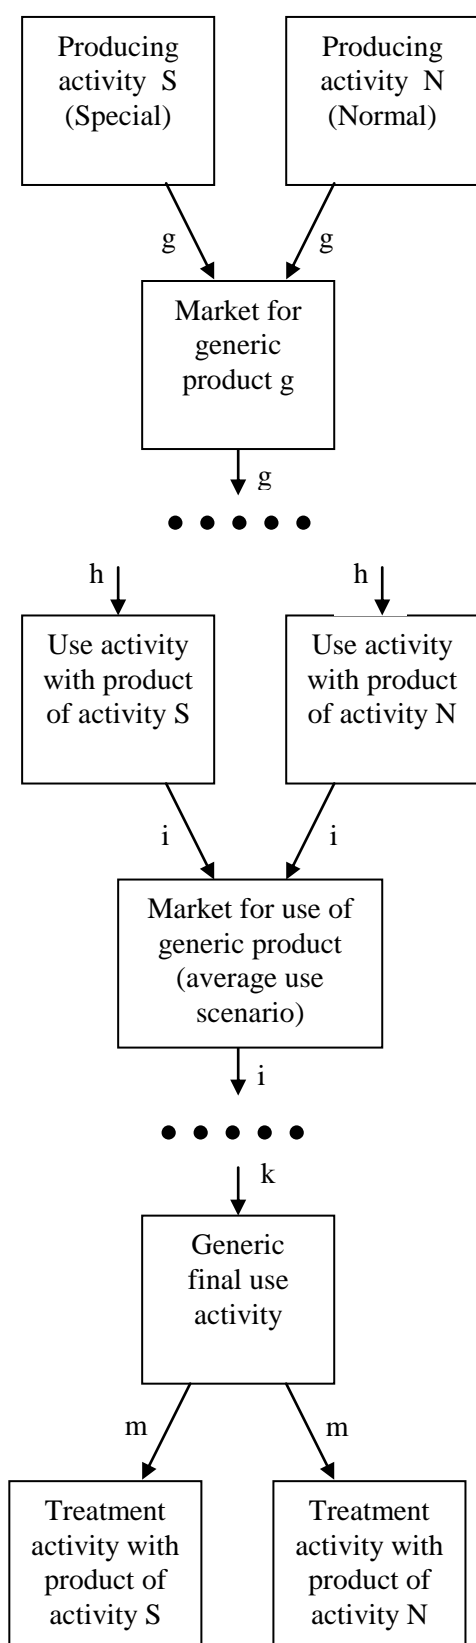 Producing
activity S
(Special)
Producing
activity N
(Normal)
g
g
Market for
generic
product g
g
h
h
Use activity
with product
of activity S
Use activity
with product
of activity N
i
i
Market for use of
generic product
(average use
scenario)
i
k
Generic
final use
activity
m
m
Treatment
activity with
product of
activity S
Treatment
activity with
product of
activity N